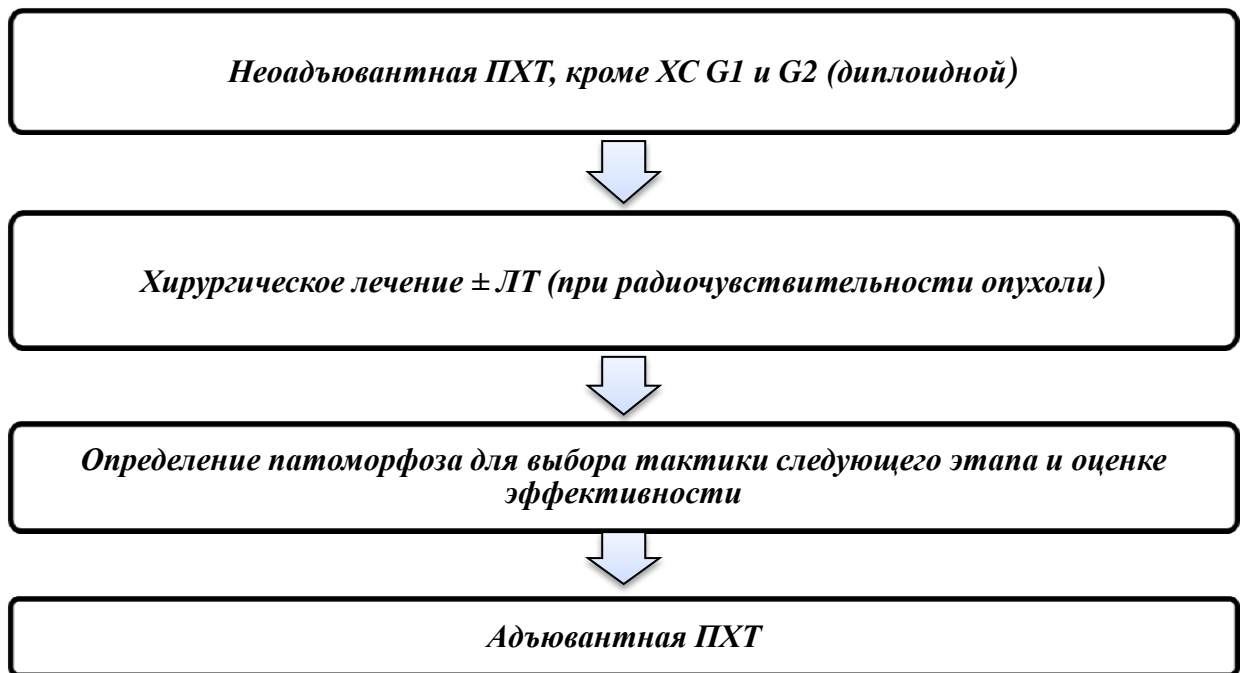 Неоадъювантная ПХТ, кроме ХС G1 и G2 (диплоидной)
Хирургическое лечение ± ЛТ (при радиочувствительности опухоли)
Определение патоморфоза для выбора тактики следующего этапа и оценке
эффективности
Адъювантная ПХТ